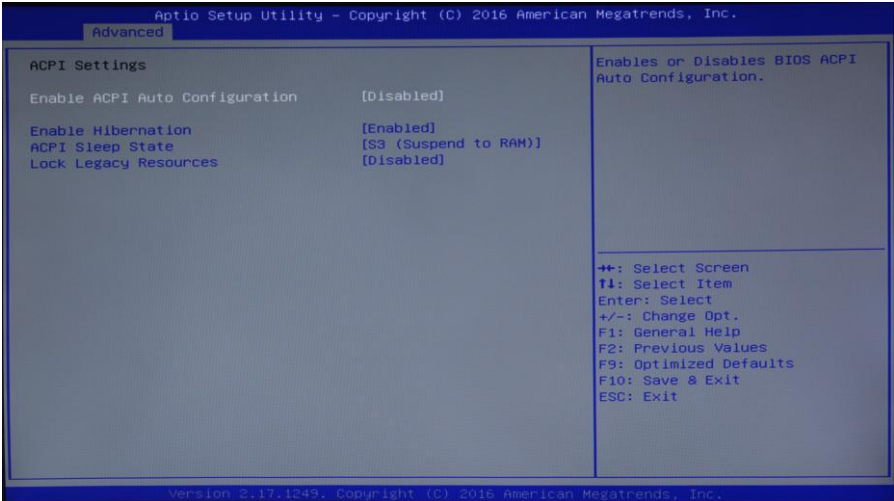 Aptio Setup Utility – Copyright (C) 2016 American Megatrends, Inc.
Advanced
ACPI Settings
Enable ACPI Auto Configuration [Disabled]
Enable Hibernation [Enabled]
ACPI Sleep State [S3 (Suspend to RAM)]
Lock Legacy Resources [Disabled]
Enables or Disables BIOS ACPI
Auto Configuration.
→←: Select Screen
↑↓: Select Item
Enter: Select
+/-: Change Opt.
F1: General Help
F2: Previous Values
F9: Optimized Defaults
F10: Save & Exit
ESC: Exit
Version 2.17.1249. Copyright (C) 2016 American Megatrends, Inc.